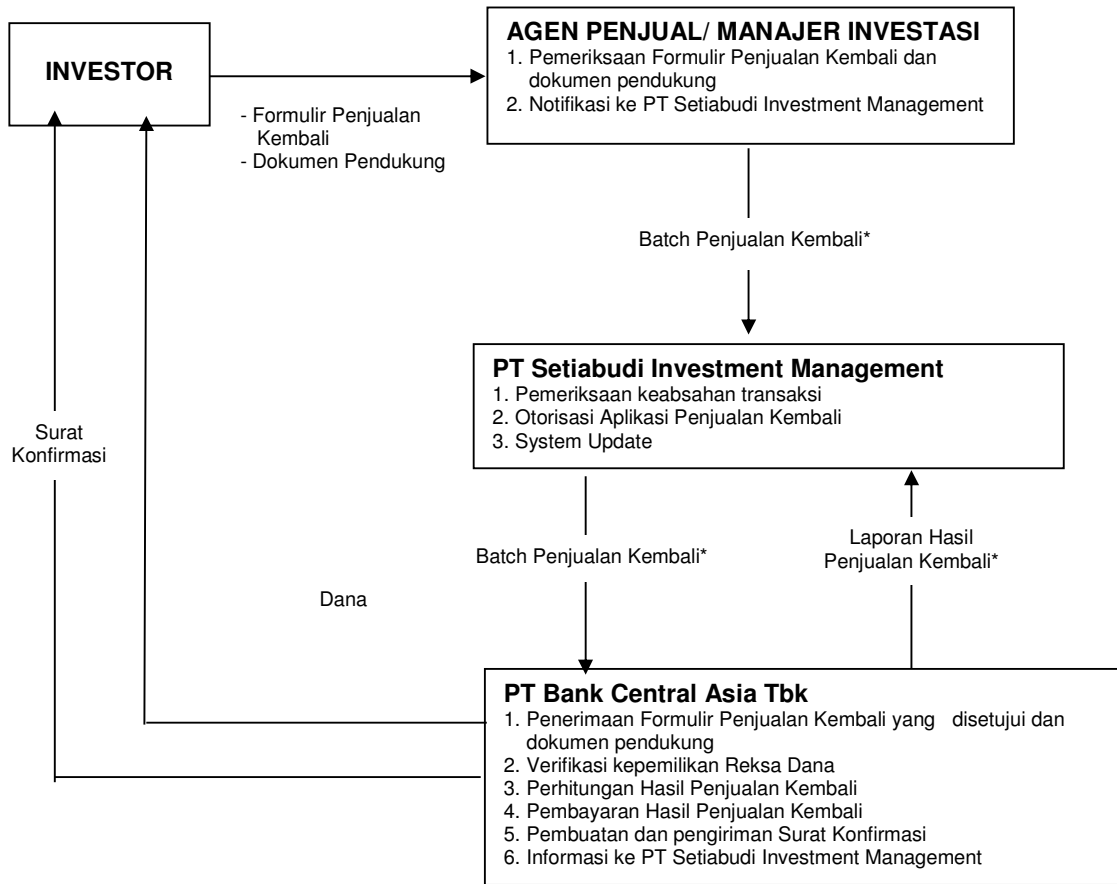 INVESTOR
AGEN PENJUAL/ MANAJER INVESTASI
1. Pemeriksaan Formulir Penjualan Kembali dan
dokumen pendukung
2. Notifikasi ke PT Setiabudi Investment Management
- Formulir Penjualan
Kembali
- Dokumen Pendukung
Batch Penjualan Kembali*
PT Setiabudi Investment Management
1. Pemeriksaan keabsahan transaksi
2. Otorisasi Aplikasi Penjualan Kembali
3. System Update
Surat
Konfirmasi
Batch Penjualan Kembali*
Laporan Hasil
Penjualan Kembali*
Dana
PT Bank Central Asia Tbk
1. Penerimaan Formulir Penjualan Kembali yang disetujui dan
dokumen pendukung
2. Verifikasi kepemilikan Reksa Dana
3. Perhitungan Hasil Penjualan Kembali
4. Pembayaran Hasil Penjualan Kembali
5. Pembuatan dan pengiriman Surat Konfirmasi
6. Informasi ke PT Setiabudi Investment Management